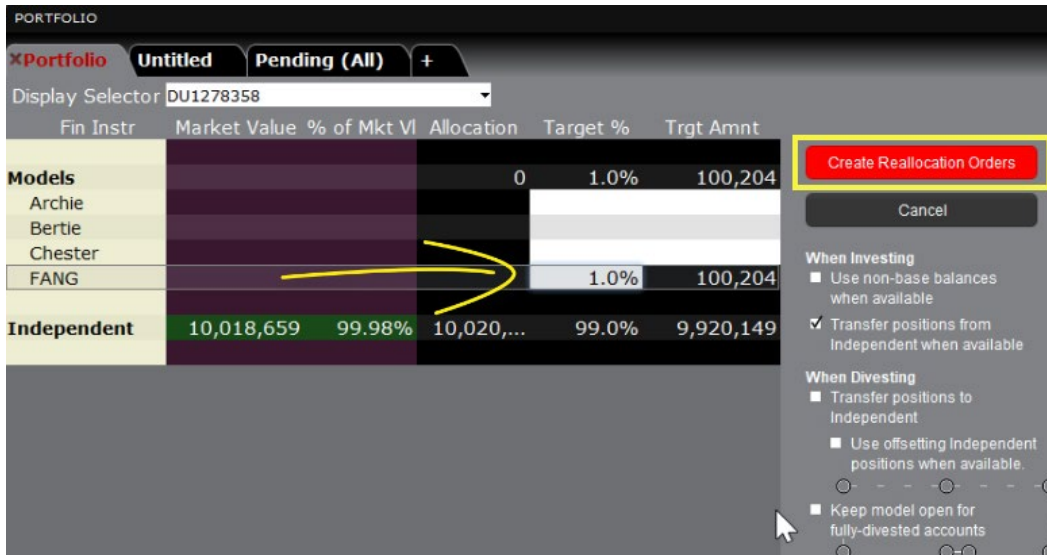 PORTFOLIO
×Portfolio Untitled Pending (All) +
Display Selector DU1278358
Fin Instr Market Value % of Mkt Vl Allocation Target % Trgt Amnt
Models 0 1.0% 100,204
Archie
Bertie
Chester
FANG 1.0% 100,204
Independent 10,018,659 99.98% 10,020,... 99.0% 9,920,149
Create Reallocation Orders
Cancel
When Investing
Use non-base balances
when available
Transfer positions from
Independent when available
When Divesting
Transfer positions to
Independent
Use offsetting Independent
positions when available.
Keep model open for
fully-divested accounts